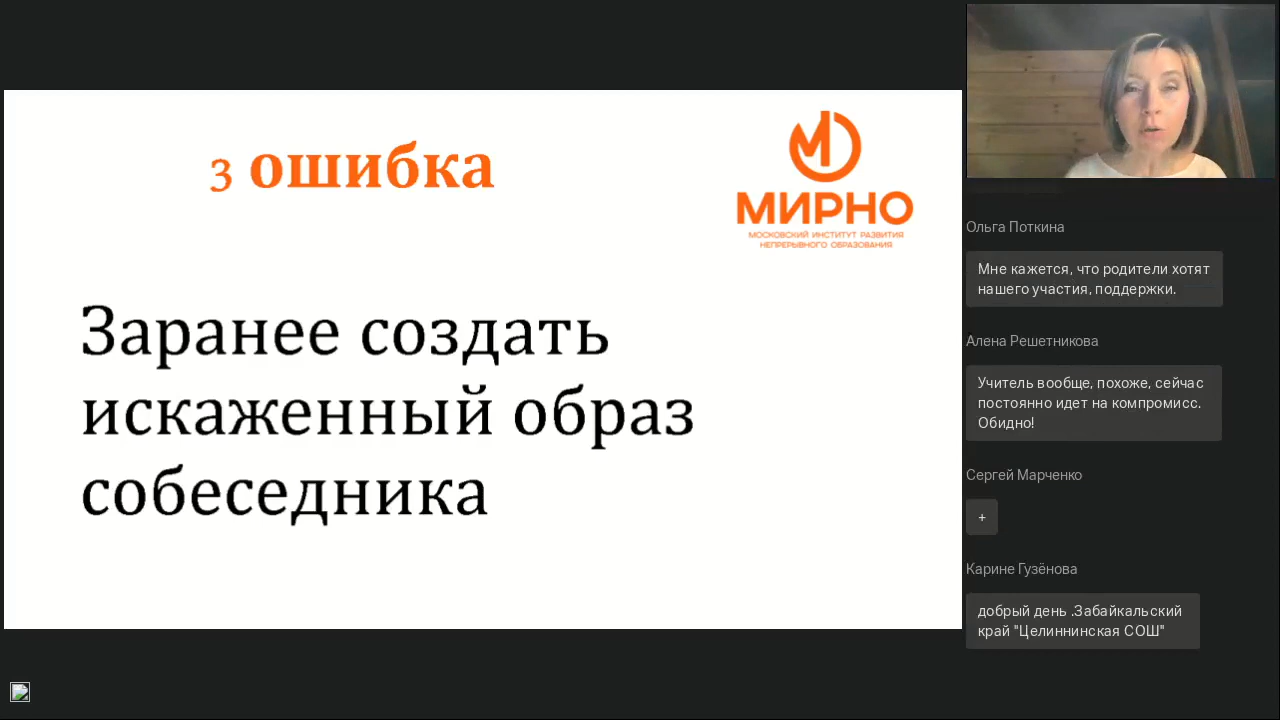 3 ошибка
МИРНО
МОСКОВСКИЙ ИНСТИТУТ РАЗВИТИЯ
НЕПРЕРЫВНОГО ОБРАЗОВАНИЯ
Заранее создать
искаженный образ
собеседника
Ольга Поткина
Мне кажется, что родители хотят
нашего участия, поддержки.
Алена Решетникова
Учитель вообще, похоже, сейчас
постоянно идет на компромисс.
Обидно!
Сергей Марченко
+
Карине Гузёнова
добрый день .Забайкальский
край "Целиннинская СОШ"